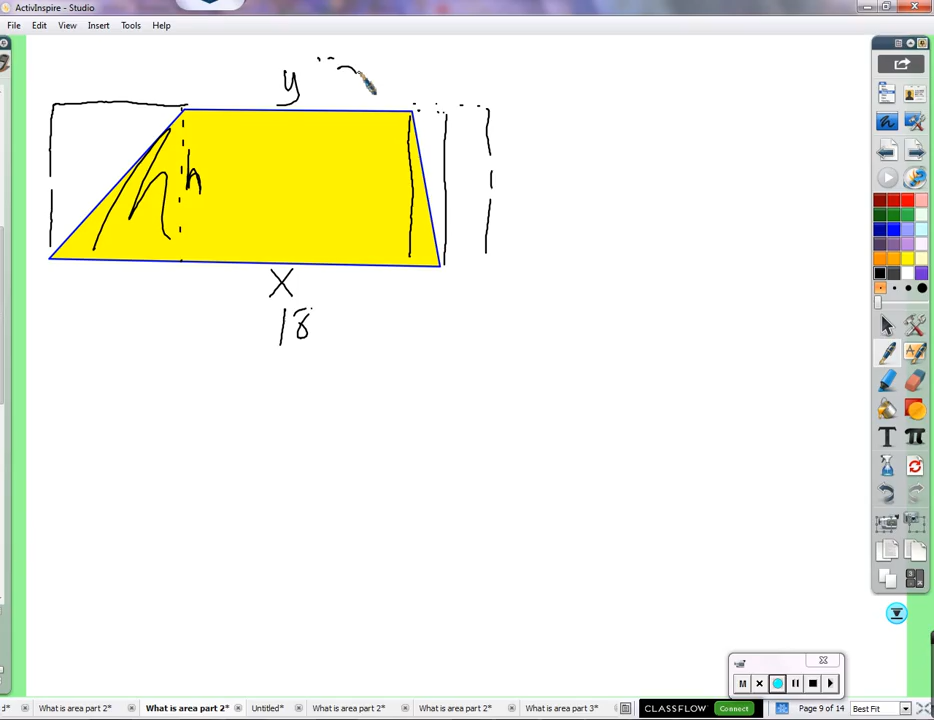 ActivInspire - Studio
File Edit View Insert Tools Help
y
h
X
18
M
d* What is area part 2* What is area part 2* Untitled* What is area part 2* What is area part 2* What is area part 3* CLASSFLOW Connect Page 9 of 14 Best Fit